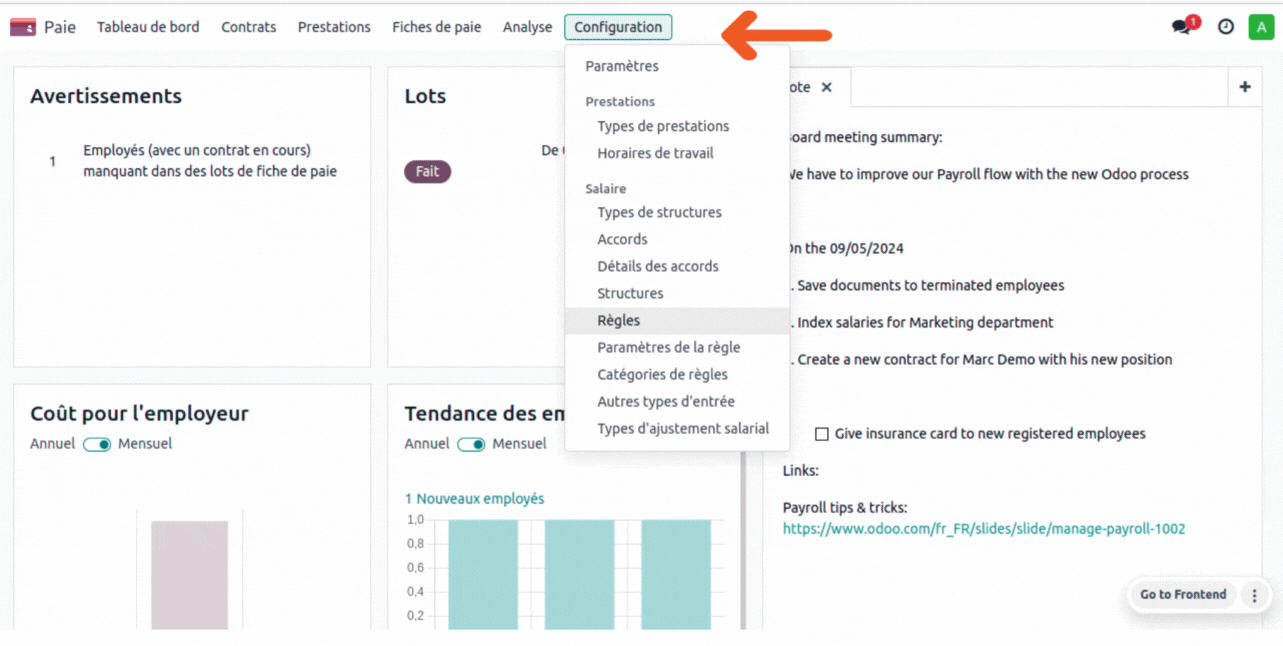 Paie Tableau de bord Contrats Prestations Fiches de paie Analyse Configuration 1 A
Paramètres
Prestations
Types de prestations
Horaires de travail
Salaire
Types de structures
Accords
Détails des accords
Structures
Règles
Paramètres de la règle
Catégories de règles
Autres types d'entrée
Types d'ajustement salarial
Avertissements
1 Employés (avec un contrat en cours)
manquant dans des lots de fiche de paie
Lots
De
Fait
Coût pour l'employeur
Annuel Mensuel
Tendance des em
Annuel Mensuel
1 Nouveaux employés
1,0
0,8
0,6
0,4
0,2
ote × +
oard meeting summary:
We have to improve our Payroll flow with the new Odoo process
On the 09/05/2024
. Save documents to terminated employees
. Index salaries for Marketing department
. Create a new contract for Marc Demo with his new position
Give insurance card to new registered employees
Links:
Payroll tips & tricks:
https://www.odoo.com/fr_FR/slides/slide/manage-payroll-1002
Go to Frontend